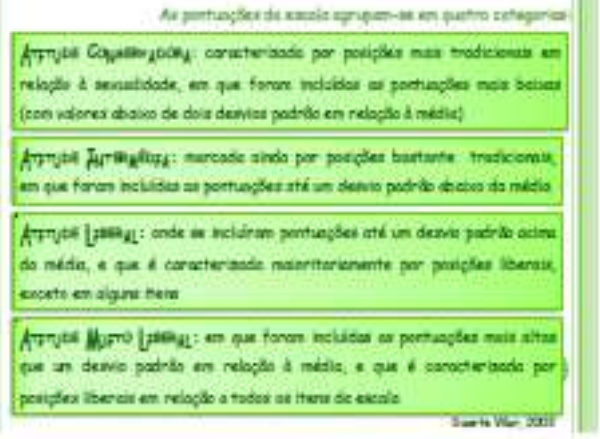 As pontuações da escala agrupam-se em quatro categorias:
Atitude Conservadora: caracterizada por posições mais tradicionais em
relação à sexualidade, em que foram incluídas as pontuações mais baixas
(com valores abaixo de dois desvios padrão em relação à média)
Atitude Intermédia: marcada ainda por posições bastante tradicionais,
em que foram incluídas as pontuações até um desvio padrão abaixo da média
Atitude Liberal: onde se incluíram pontuações até um desvio padrão acima
da média, e que é caracterizada maioritariamente por posições liberais,
exceto em alguns itens
Atitude Muito Liberal: em que foram incluídas as pontuações mais altas
que um desvio padrão em relação à média, e que é caracterizada por
posições liberais em relação a todos os itens da escala
Duarte Vilar,